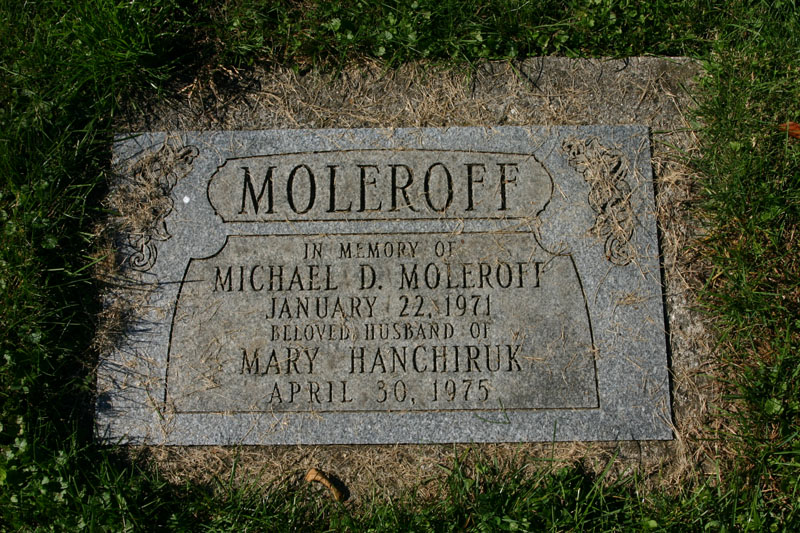 MOLEROFF
IN MEMORY OF
MICHAEL D. MOLEROFF
JANUARY 22, 1971
BELOVED HUSBAND OF
MARY HANCHIRUK
APRIL 30, 1975